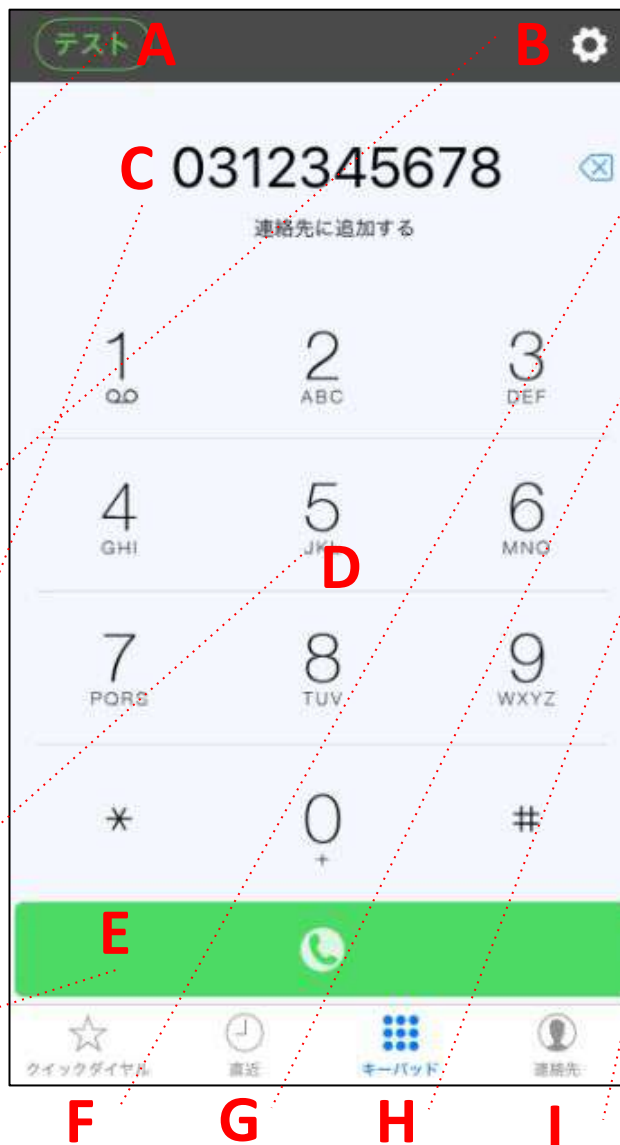 テスト A B
C 0312345678
連絡先に追加する
1 2 3
ABC DEF
4 5 6
GHI JKL MNO
D
7 8 9
PQRS TUV WXYZ
* 0 #
+
E
クイックダイヤル 直近 キーパッド 連絡先
F G H I